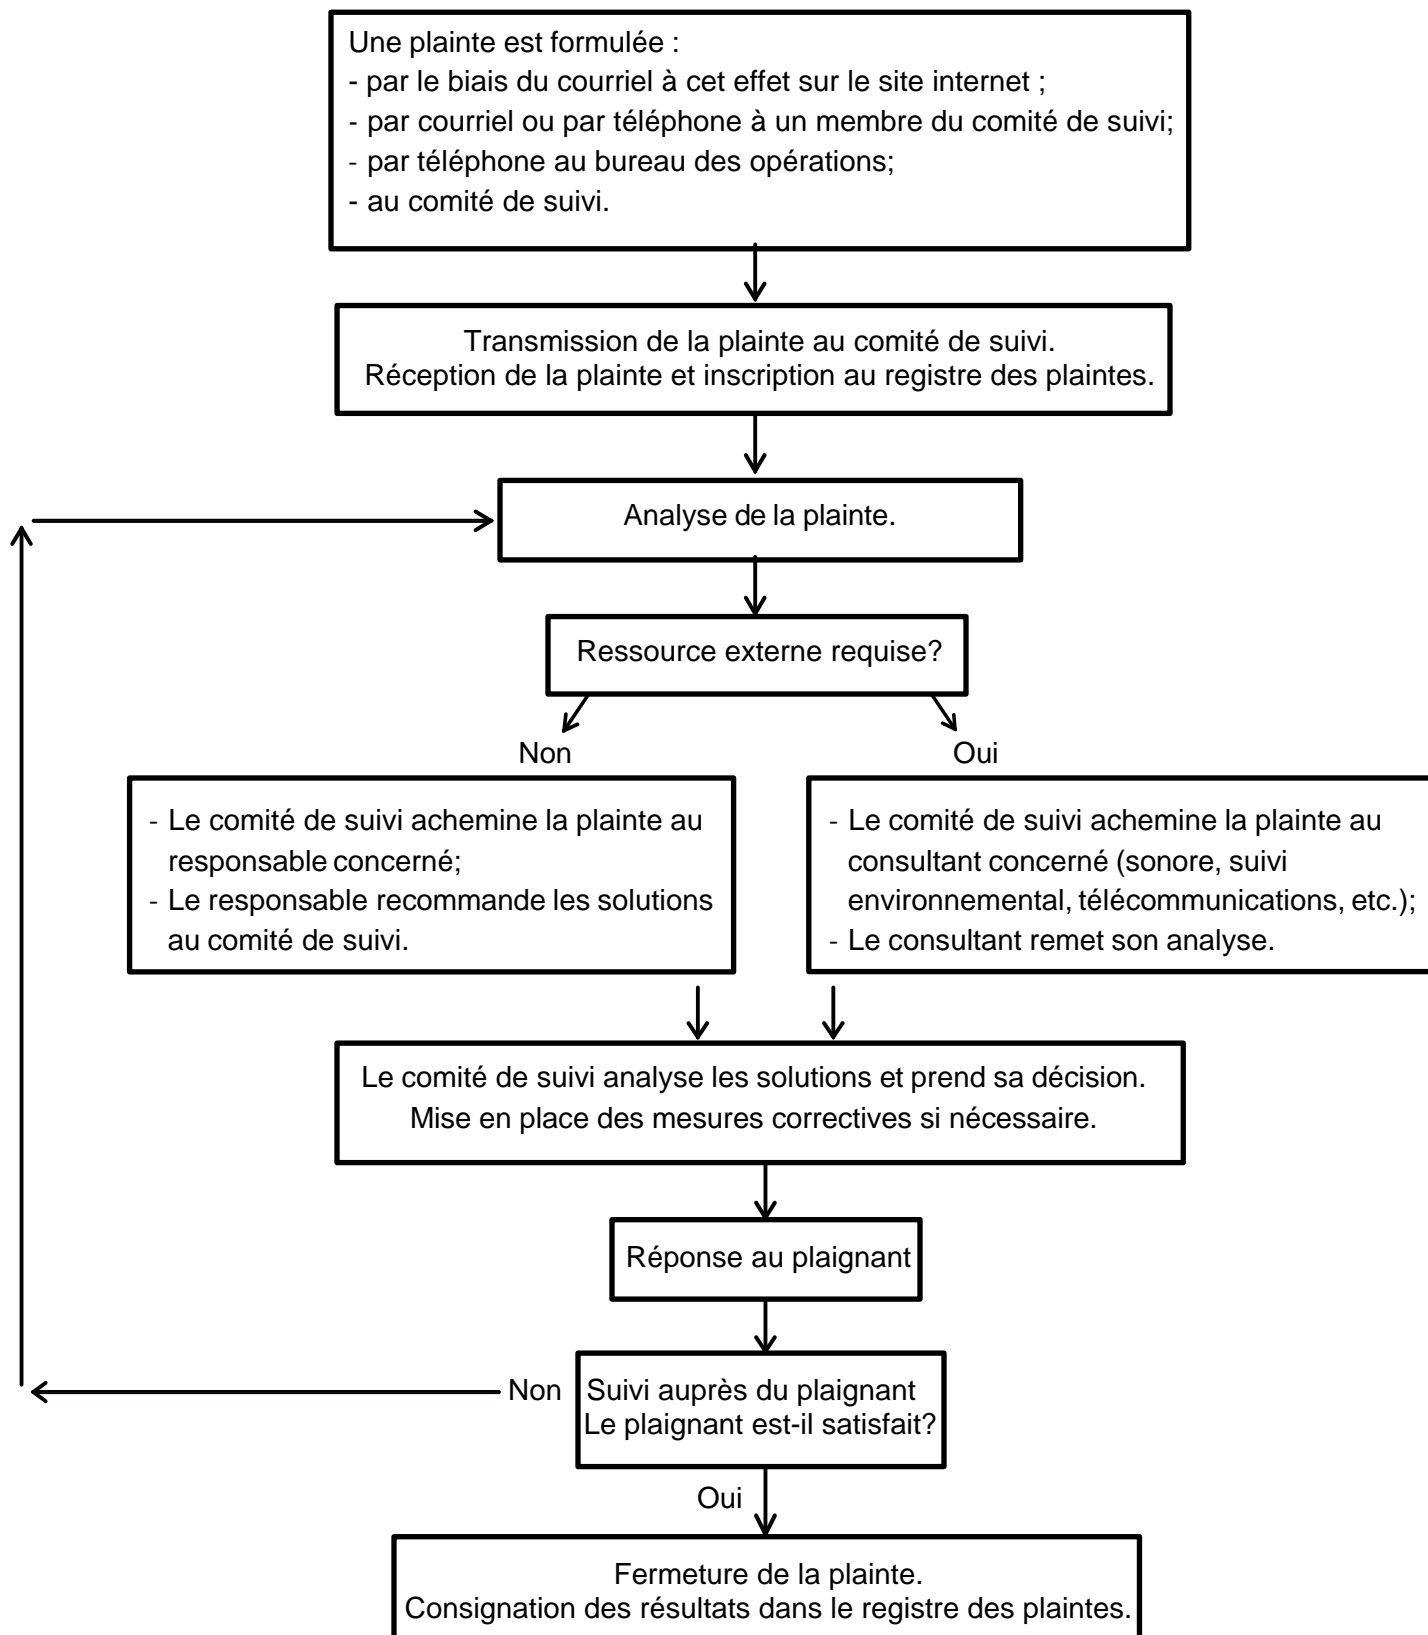 Une plainte est formulée :
- par le biais du courriel à cet effet sur le site internet ;
- par courriel ou par téléphone à un membre du comité de suivi;
- par téléphone au bureau des opérations;
- au comité de suivi.
Transmission de la plainte au comité de suivi.
Réception de la plainte et inscription au registre des plaintes.
Analyse de la plainte.
Ressource externe requise?
Non
Oui
- Le comité de suivi achemine la plainte au
responsable concerné;
- Le responsable recommande les solutions
au comité de suivi.
- Le comité de suivi achemine la plainte au
consultant concerné (sonore, suivi
environnemental, télécommunications, etc.);
- Le consultant remet son analyse.
Le comité de suivi analyse les solutions et prend sa décision.
Mise en place des mesures correctives si nécessaire.
Réponse au plaignant
Non
Suivi auprès du plaignant
Le plaignant est-il satisfait?
Oui
Fermeture de la plainte.
Consignation des résultats dans le registre des plaintes.